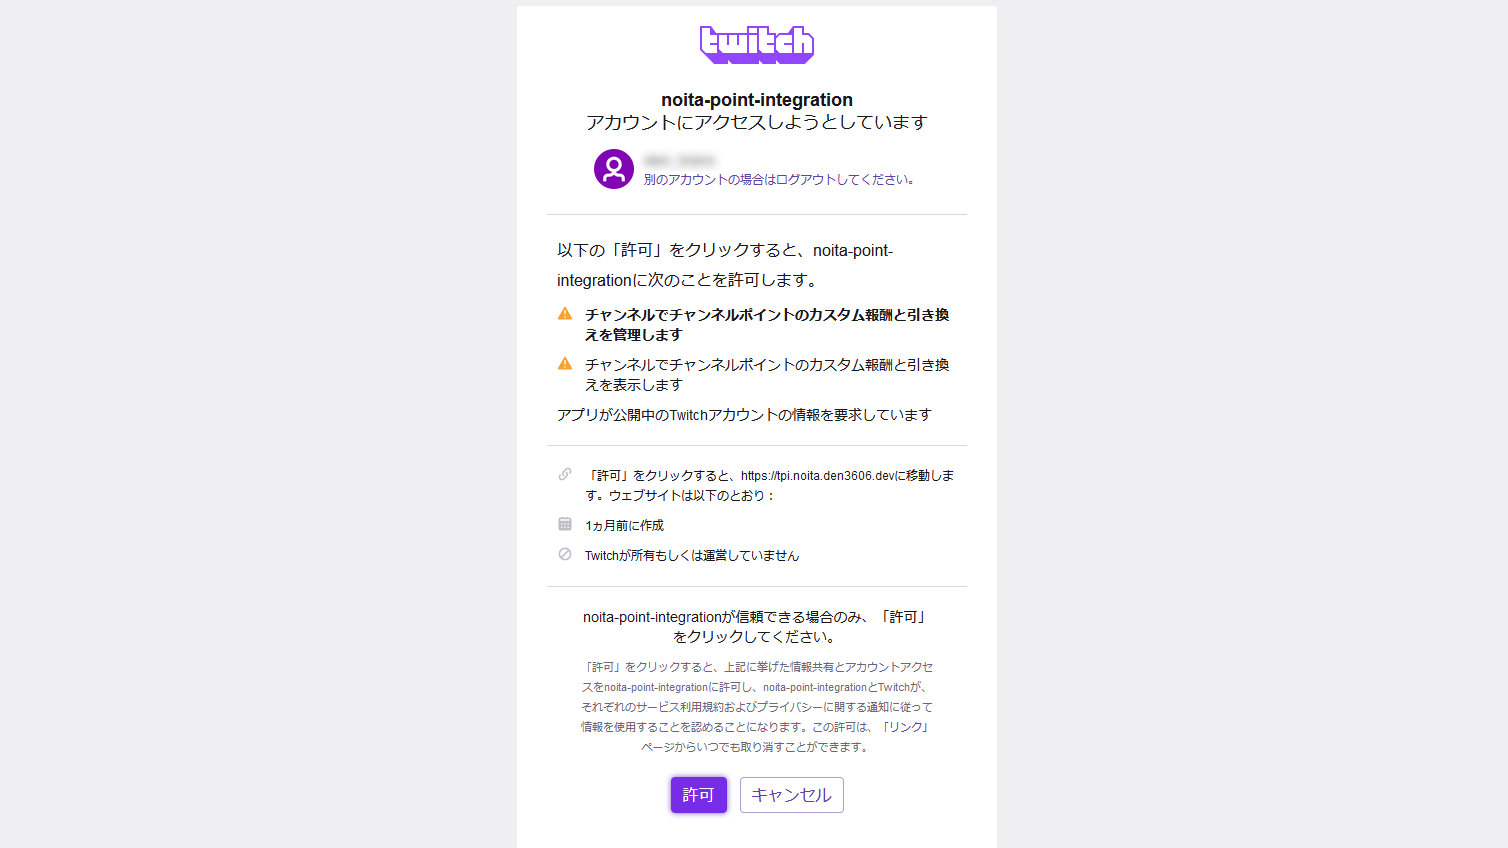 twitch
noita-point-integration
アカウントにアクセスしようとしています
別のアカウントの場合はログアウトしてください。
以下の「許可」をクリックすると、noita-point-
integrationに次のことを許可します。
チャンネルでチャンネルポイントのカスタム報酬と引き換
えを管理します
チャンネルでチャンネルポイントのカスタム報酬と引き換
えを表示します
アプリが公開中のTwitchアカウントの情報を要求しています
「許可」をクリックすると、https://tpi.noita.den3606.devに移動しま
す。ウェブサイトは以下のとおり：
1ヵ月前に作成
Twitchが所有もしくは運営していません
noita-point-integrationが信頼できる場合のみ、「許可」
をクリックしてください。
「許可」をクリックすると、上記に挙げた情報共有とアカウントアクセ
スをnoita-point-integrationに許可し、noita-point-integrationとTwitchが、
それぞれのサービス利用規約およびプライバシーに関する通知に従って
情報を使用することを認めることになります。この許可は、「リンク」
ページからいつでも取り消すことができます。
許可
キャンセル